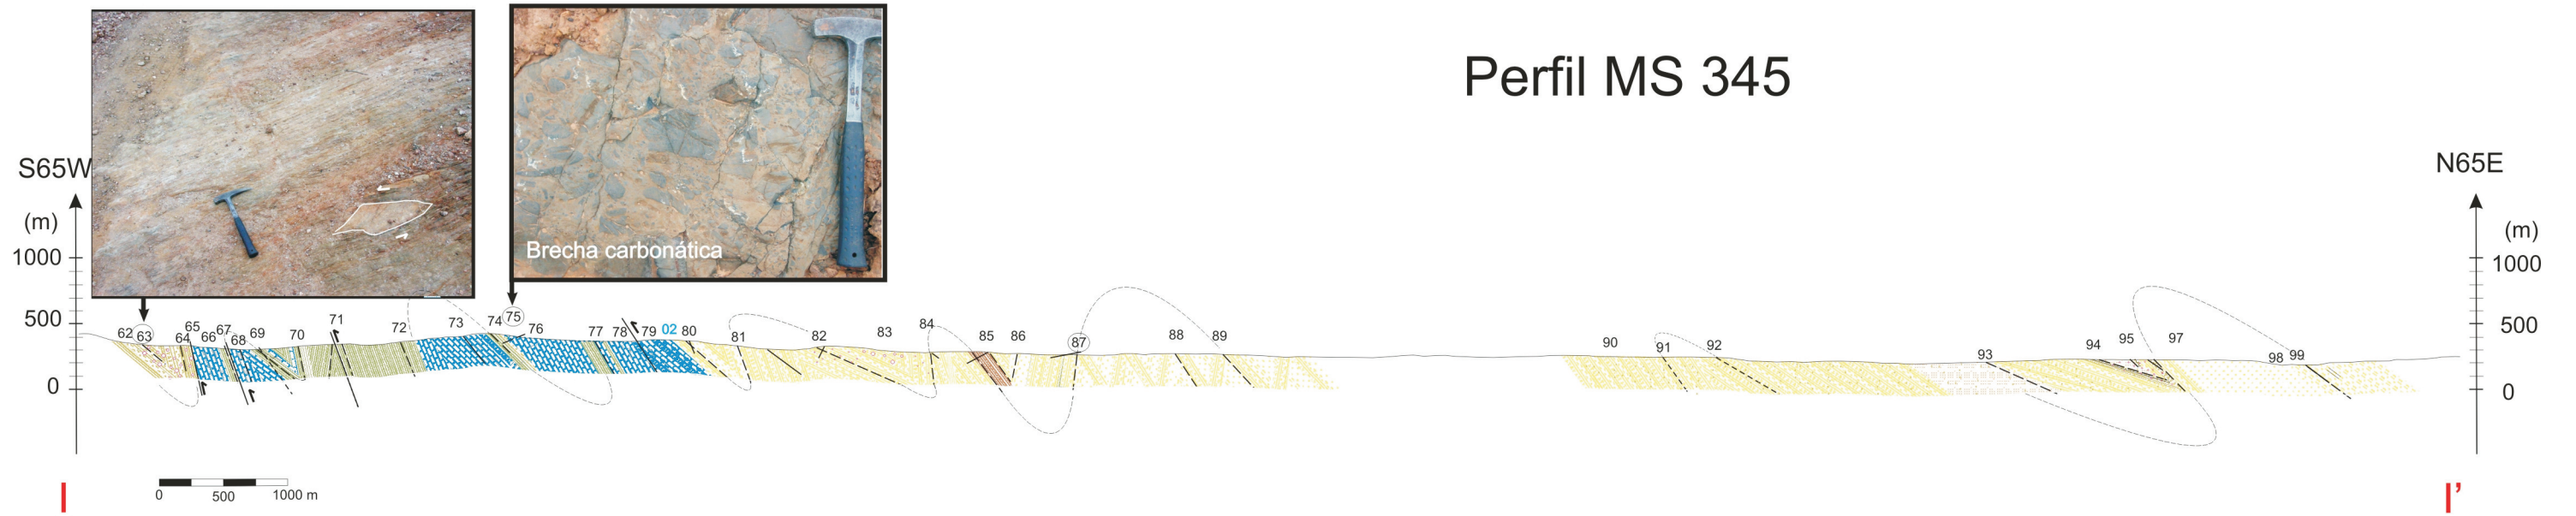 Perfil MS 345
S65W
N65E
(m)
1000
500
0
Brecha carbonática
(m)
1000
500
0
62 63 64 65 66 67 68 69 70 71 72 73 74 75 76 77 78 79 02 80 81 82 83 84 85 86 87 88 89 90 91 92 93 94 95 97 98 99
0 500 1000 m
I
I’